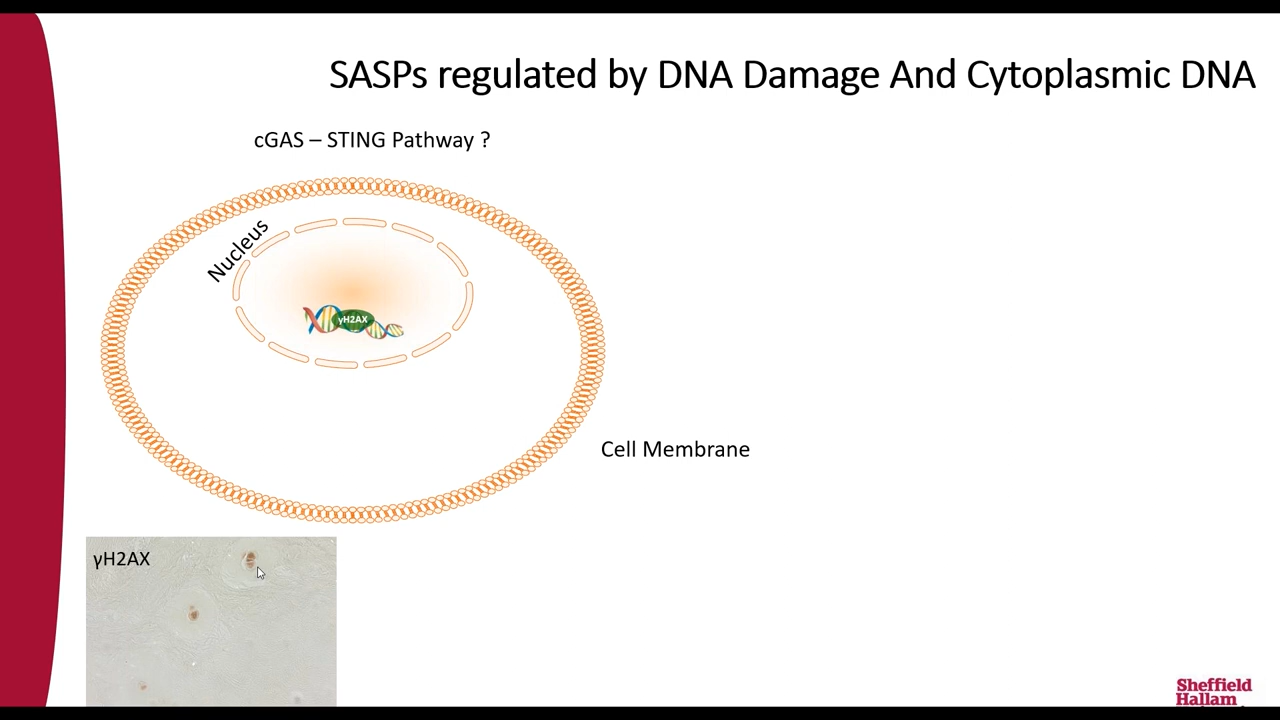 SASPs regulated by DNA Damage And Cytoplasmic DNA
cGAS – STING Pathway ?
Nucleus
γH2AX
Cell Membrane
γH2AX
Sheffield
Hallam